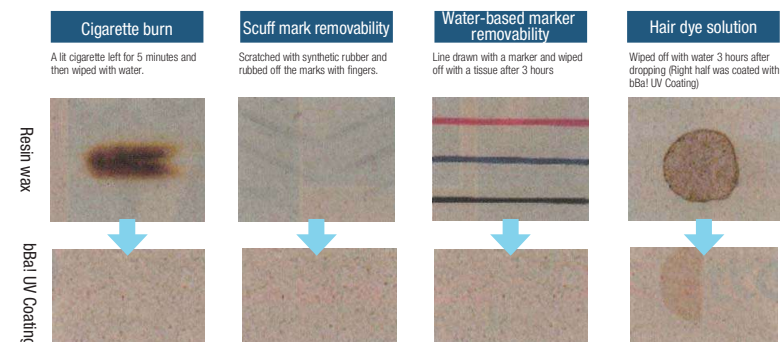 Cigarette burn
A lit cigarette left for 5 minutes and
then wiped with water.
Scuff mark removability
Scratched with synthetic rubber and
rubbed off the marks with fingers.
Water-based marker
removability
Line drawn with a marker and wiped
off with a tissue after 3 hours
Hair dye solution
Wiped off with water 3 hours after
dropping (Right half was coated with
bBa! UV Coating)
Resin wax
bBa! UV Coating